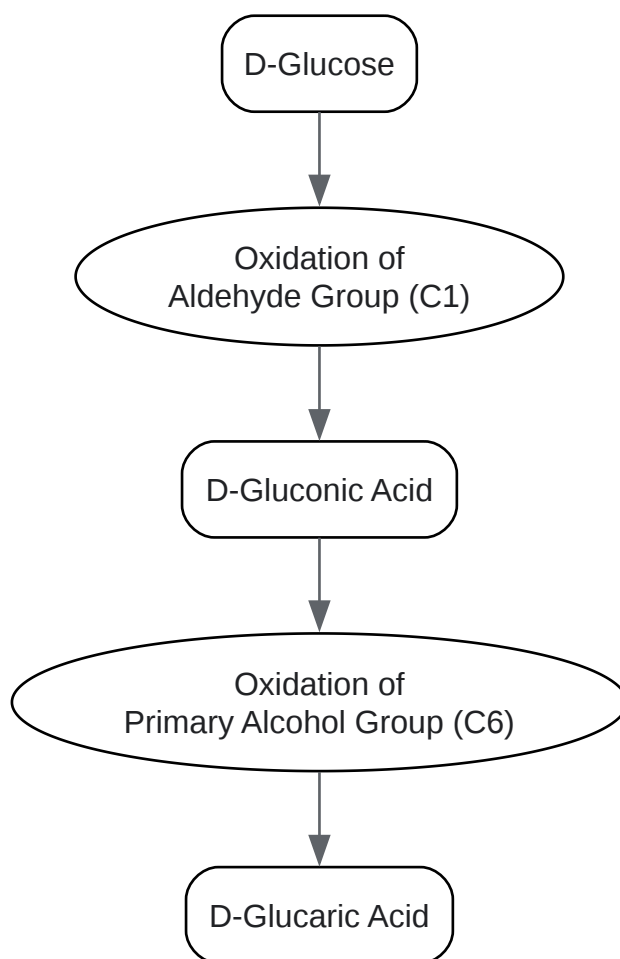 D-Glucose
Oxidation of
Aldehyde Group (C1)
D-Gluconic Acid
Oxidation of
Primary Alcohol Group (C6)
D-Glucaric Acid